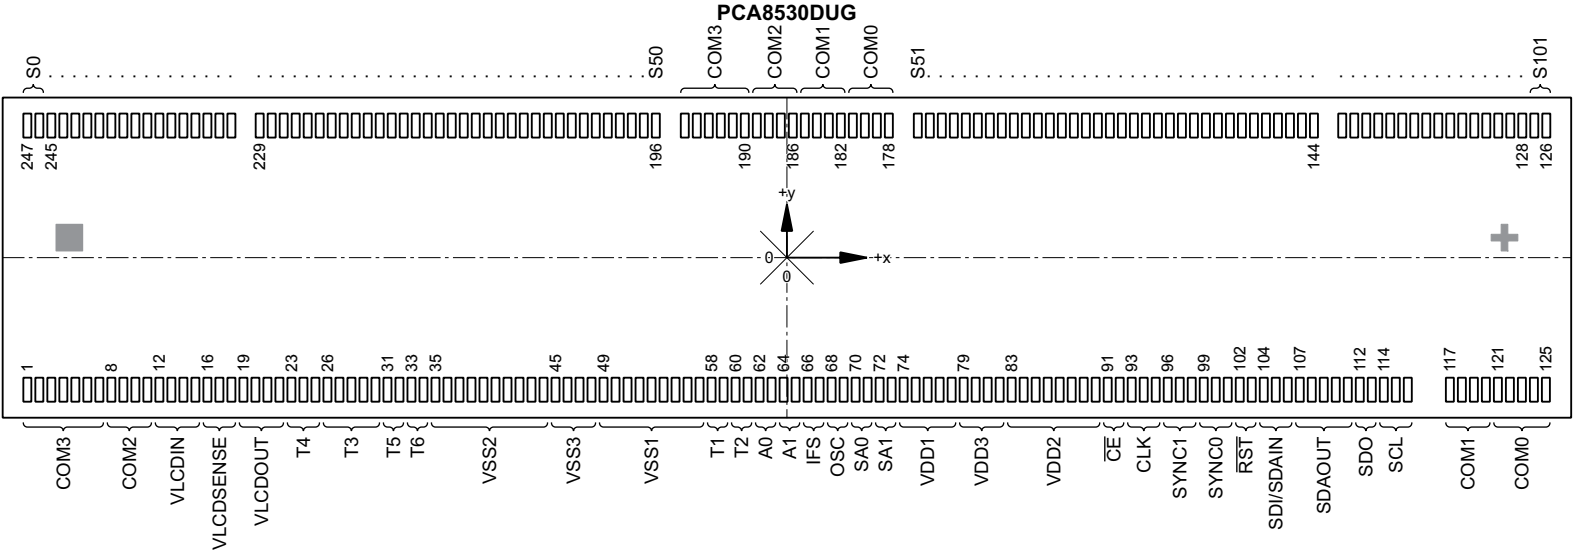 PCA8530DUG
S0 S50 COM3 COM2 COM1 COM0 S51 S101
247 245 229 196 190 186 182 178 144 128 126
+y
0 +x
0
1 8 12 16 19 23 26 31 33 35 45 49 58 60 62 64 66 68 70 72 74 79 83 91 93 96 99 102 104 107 112 114 117 121 125
COM3 COM2 VLCDIN VLCDSENSE VLCDOUT T4 T3 T5 T6 VSS2 VSS3 VSS1 T1 T2 A0 A1 IFS OSC SA0 SA1 VDD1 VDD3 VDD2 CE CLK SYNC1 SYNC0 RST SDI/SDAIN SDAOUT SDO SCL COM1 COM0